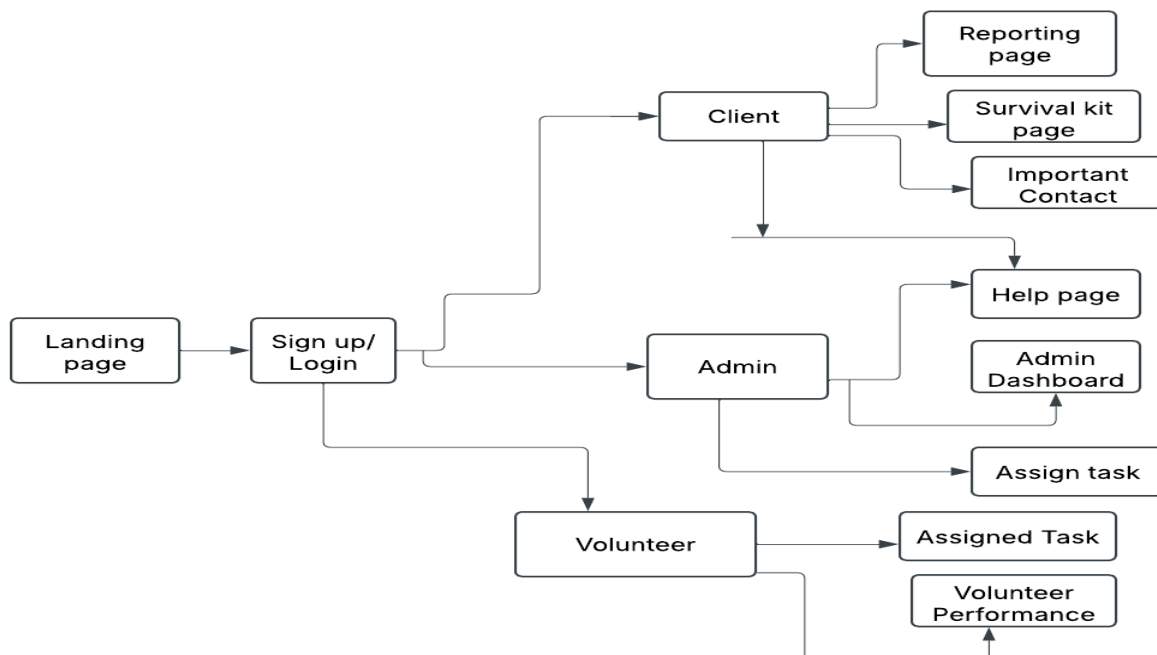 Reporting
page
Client
Survival kit
page
Important
Contact
Help page
Landing
page
Sign up/
Login
Admin
Admin
Dashboard
Assign task
Volunteer
Assigned Task
Volunteer
Performance